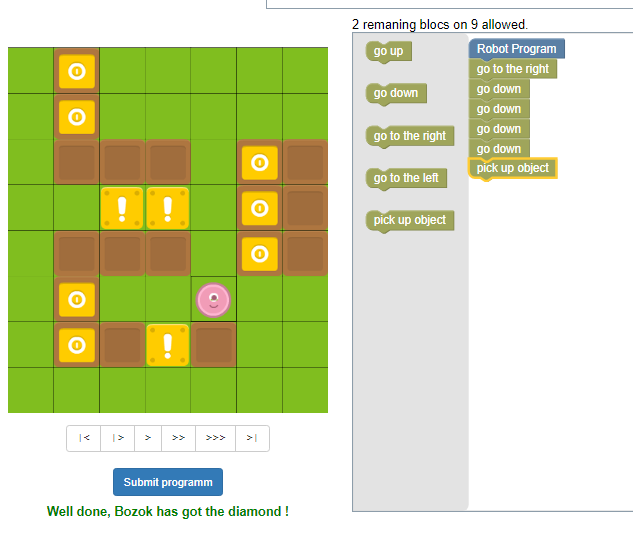 2 remaning blocs on 9 allowed.
go up
go down
go to the right
go to the left
pick up object
Robot Program
go to the right
go down
go down
go down
go down
pick up object
!
!
!
|<
|>
>
>>
>>>
>|
Submit programm
Well done, Bozok has got the diamond !